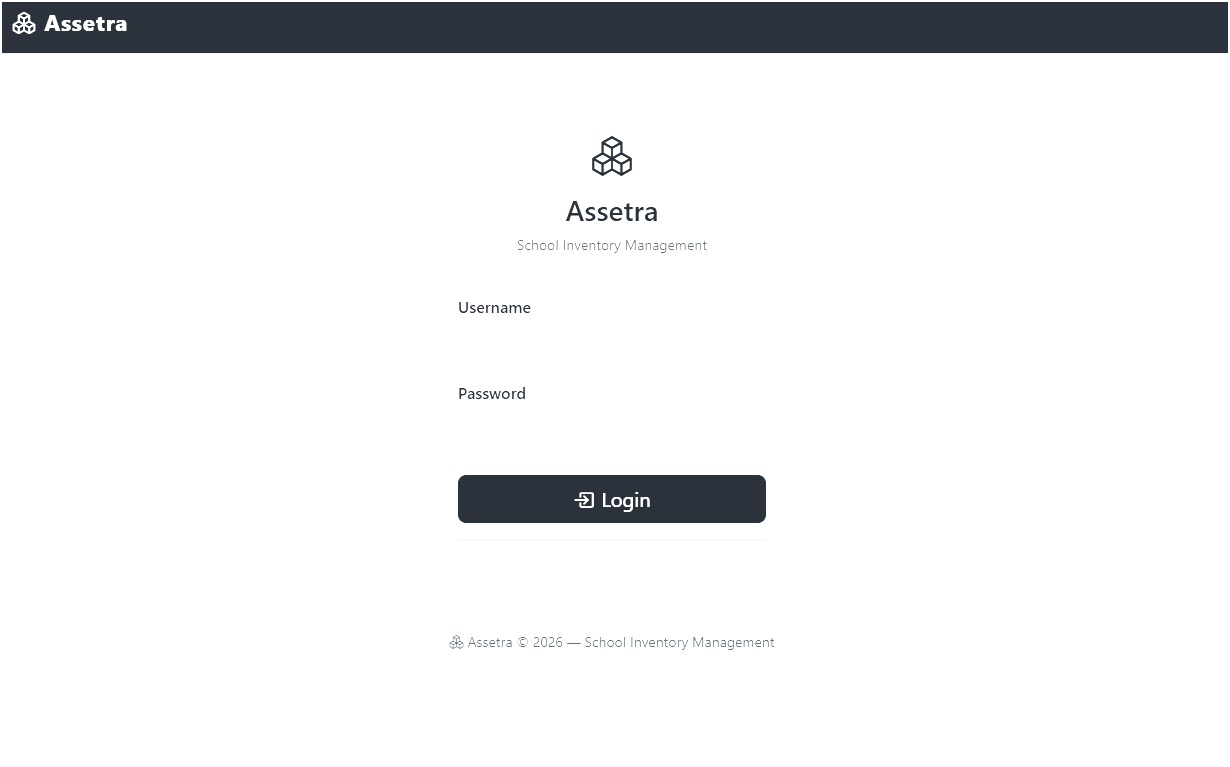 Assetra
Assetra
School Inventory Management
Username
Password
Login
Assetra © 2026 — School Inventory Management